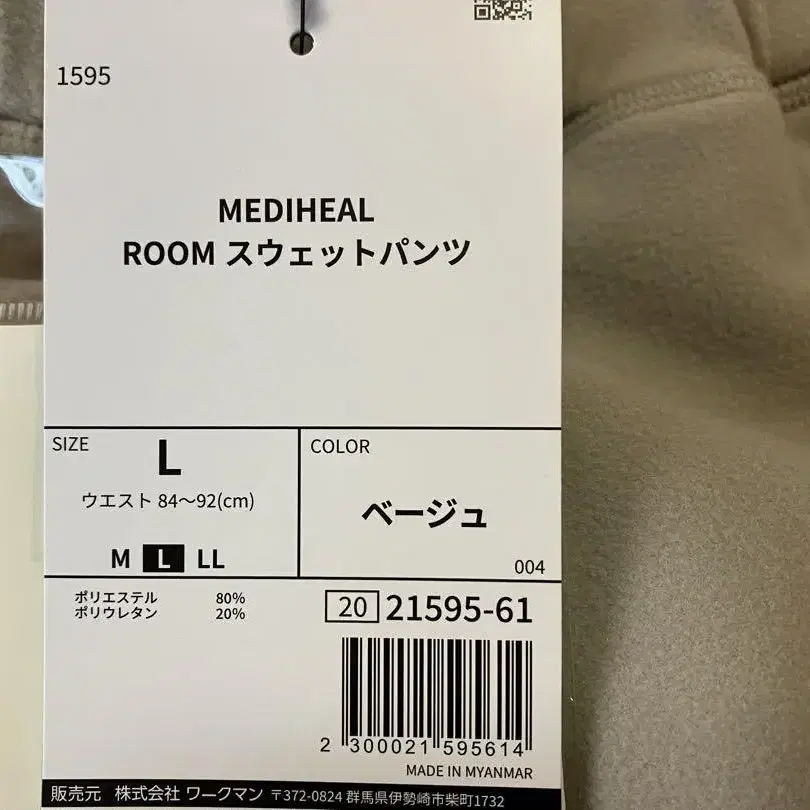 1595
MEDIHEAL
ROOM スウェットパンツ
SIZE
L
ウエスト 84〜92(cm)
M L LL
COLOR
ベージュ
004
ポリエステル 80%
ポリウレタン 20%
20 21595-61
2 300021 595614
MADE IN MYANMAR
販売元 株式会社 ワークマン 〒372-0824 群馬県伊勢崎市柴町1732